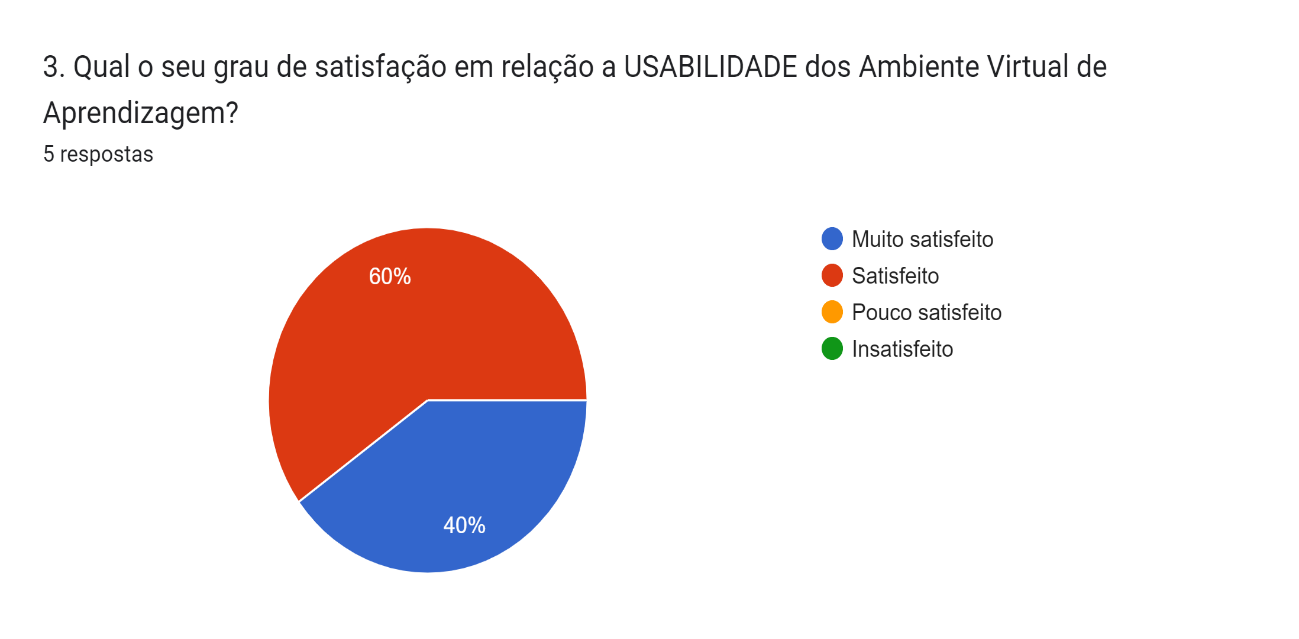 3. Qual o seu grau de satisfação em relação a USABILIDADE dos Ambiente Virtual de
Aprendizagem?
5 respostas
Muito satisfeito
Satisfeito
Pouco satisfeito
Insatisfeito
60%
40%